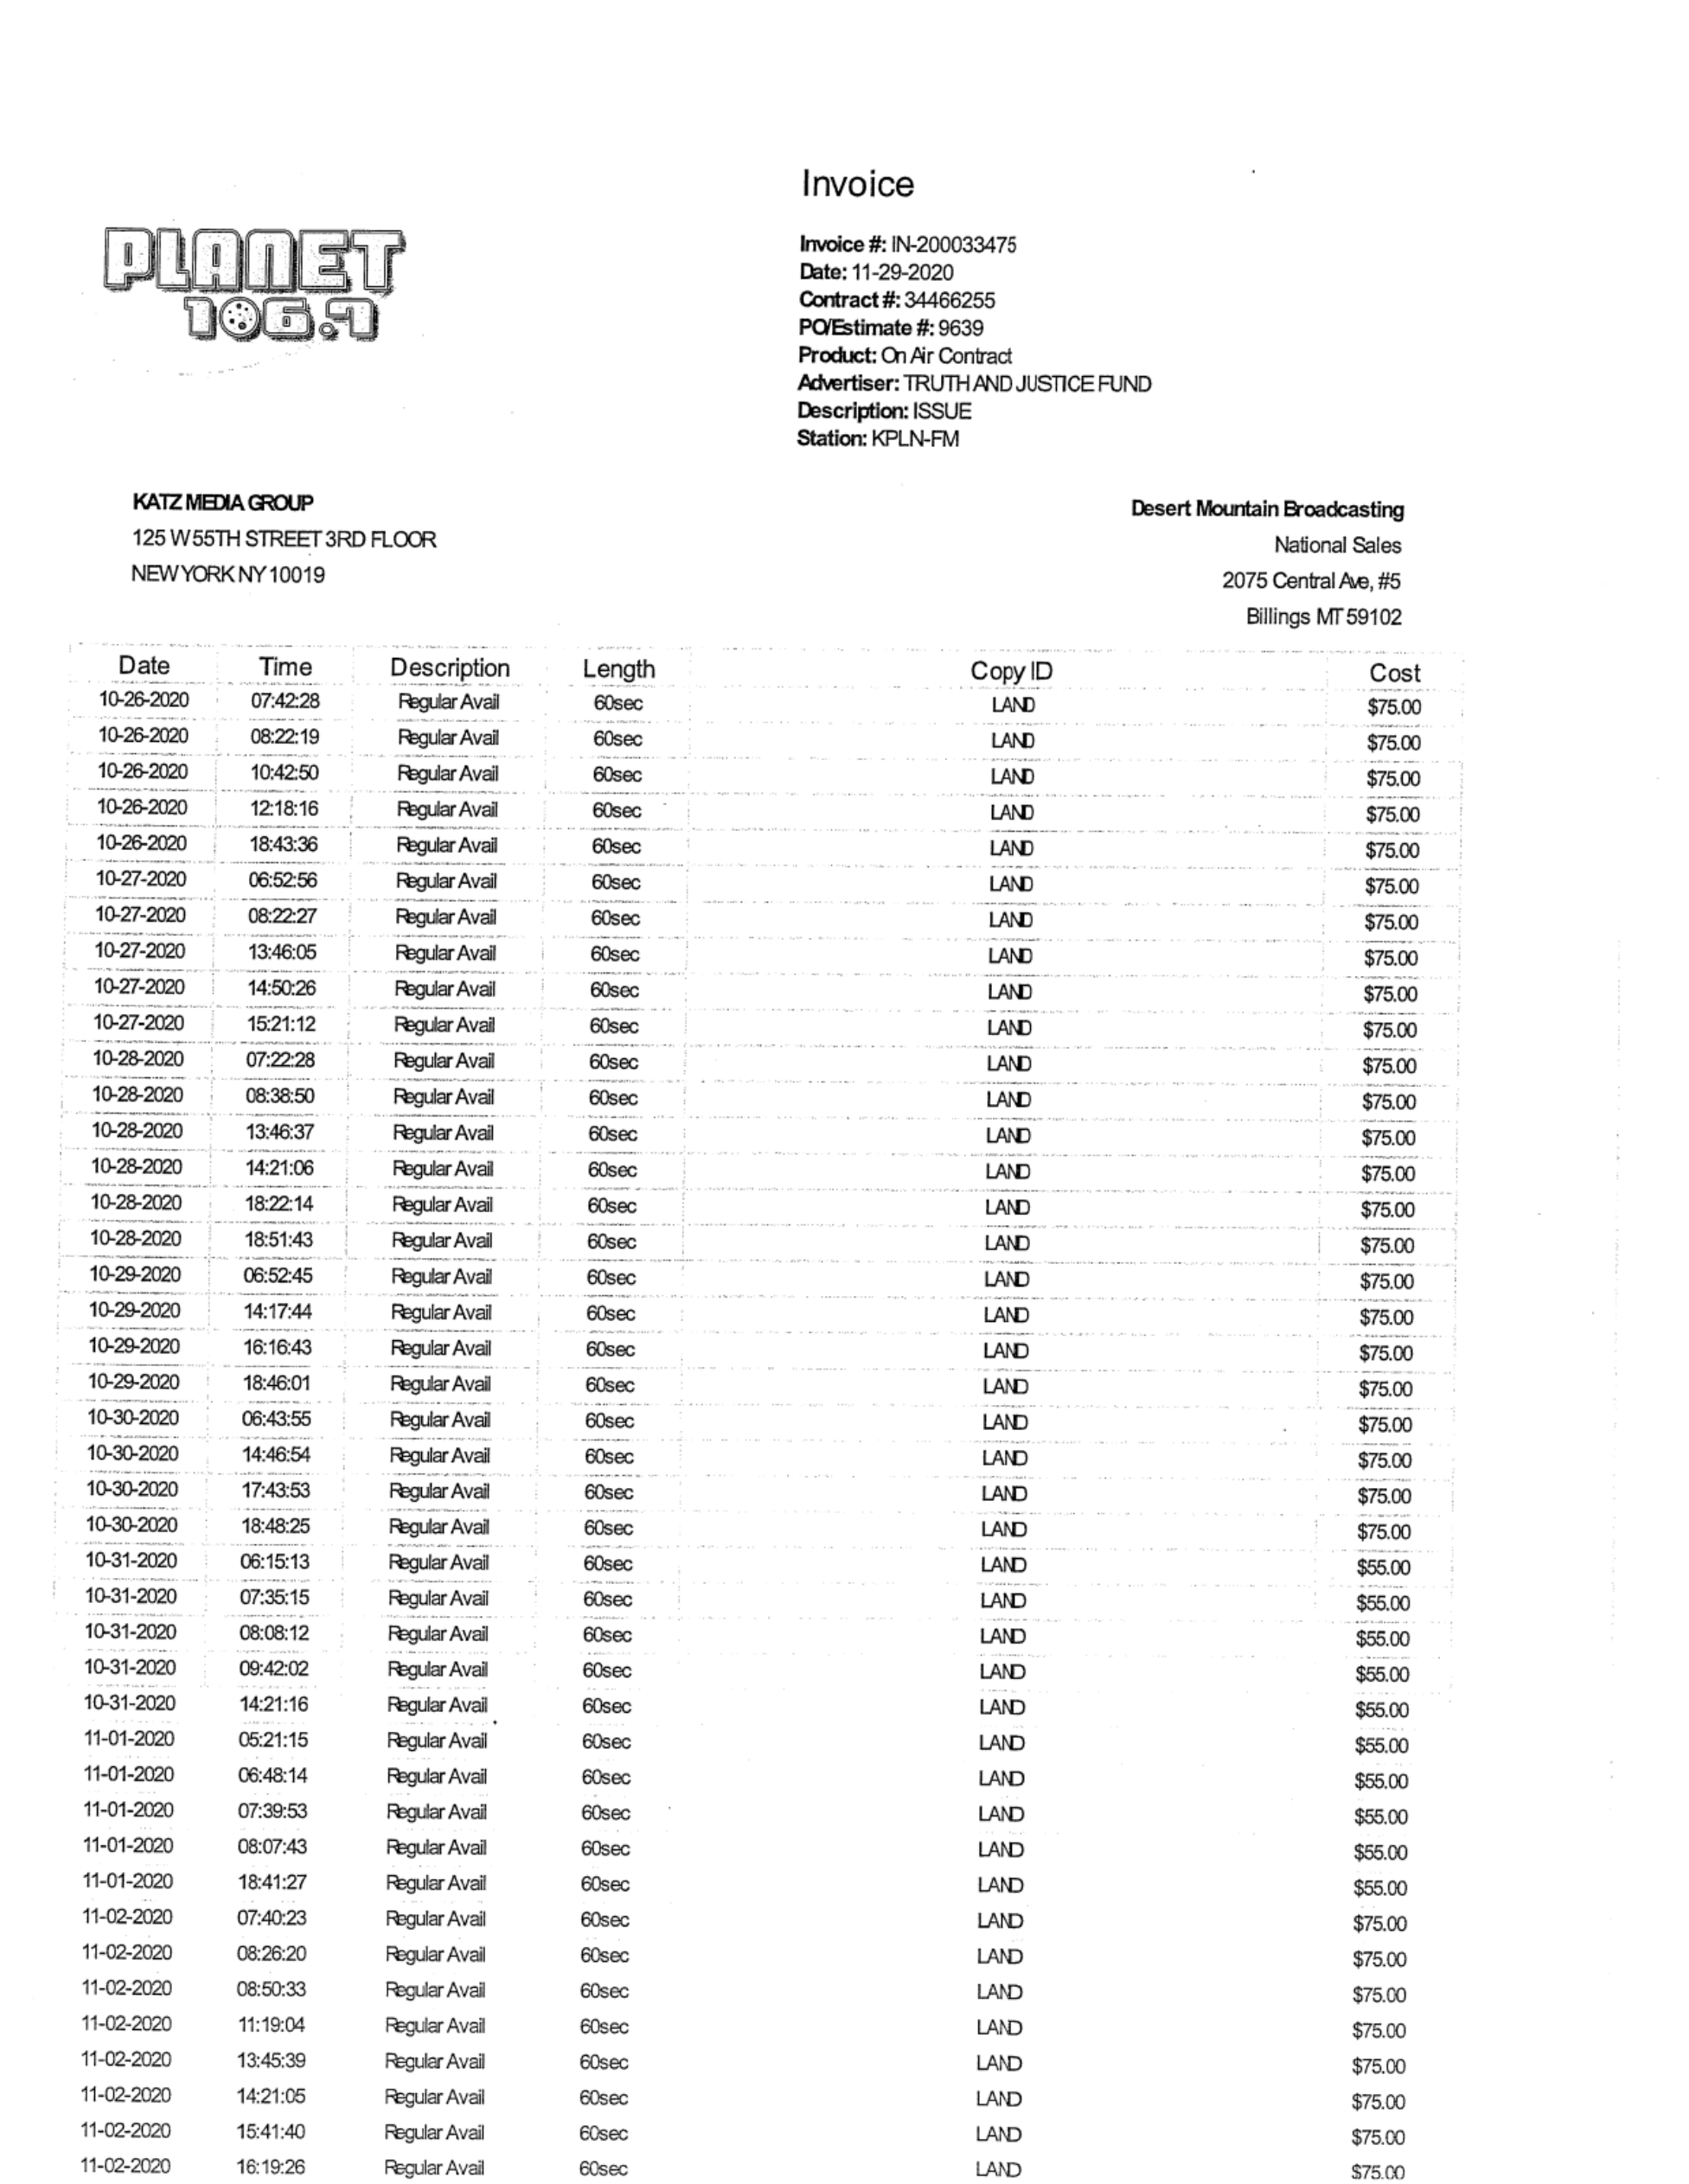 Invoice
PLANET
106.7
Invoice #: IN-200033475
Date: 11-29-2020
Contract #: 34466255
PO/Estimate #: 9639
Product: On Air Contract
Advertiser: TRUTH AND JUSTICE FUND
Description: ISSUE
Station: KPLN-FM
KATZ MEDIA GROUP
125 W 55TH STREET 3RD FLOOR
NEW YORK NY 10019
Desert Mountain Broadcasting
National Sales
2075 Central Ave, #5
Billings MT 59102
Date Time Description Length Copy ID Cost
10-26-2020 07:42:28 Regular Avail 60sec LAND $75.00
10-26-2020 08:22:19 Regular Avail 60sec LAND $75.00
10-26-2020 10:42:50 Regular Avail 60sec LAND $75.00
10-26-2020 12:18:16 Regular Avail 60sec LAND $75.00
10-26-2020 18:43:36 Regular Avail 60sec LAND $75.00
10-27-2020 06:52:56 Regular Avail 60sec LAND $75.00
10-27-2020 08:22:27 Regular Avail 60sec LAND $75.00
10-27-2020 13:46:05 Regular Avail 60sec LAND $75.00
10-27-2020 14:50:26 Regular Avail 60sec LAND $75.00
10-27-2020 15:21:12 Regular Avail 60sec LAND $75.00
10-28-2020 07:22:28 Regular Avail 60sec LAND $75.00
10-28-2020 08:38:50 Regular Avail 60sec LAND $75.00
10-28-2020 13:46:37 Regular Avail 60sec LAND $75.00
10-28-2020 14:21:06 Regular Avail 60sec LAND $75.00
10-28-2020 18:22:14 Regular Avail 60sec LAND $75.00
10-28-2020 18:51:43 Regular Avail 60sec LAND $75.00
10-29-2020 06:52:45 Regular Avail 60sec LAND $75.00
10-29-2020 14:17:44 Regular Avail 60sec LAND $75.00
10-29-2020 16:16:43 Regular Avail 60sec LAND $75.00
10-29-2020 18:46:01 Regular Avail 60sec LAND $75.00
10-30-2020 06:43:55 Regular Avail 60sec LAND $75.00
10-30-2020 14:46:54 Regular Avail 60sec LAND $75.00
10-30-2020 17:43:53 Regular Avail 60sec LAND $75.00
10-30-2020 18:48:25 Regular Avail 60sec LAND $75.00
10-31-2020 06:15:13 Regular Avail 60sec LAND $55.00
10-31-2020 07:35:15 Regular Avail 60sec LAND $55.00
10-31-2020 08:08:12 Regular Avail 60sec LAND $55.00
10-31-2020 09:42:02 Regular Avail 60sec LAND $55.00
10-31-2020 14:21:16 Regular Avail 60sec LAND $55.00
11-01-2020 05:21:15 Regular Avail 60sec LAND $55.00
11-01-2020 06:48:14 Regular Avail 60sec LAND $55.00
11-01-2020 07:39:53 Regular Avail 60sec LAND $55.00
11-01-2020 08:07:43 Regular Avail 60sec LAND $55.00
11-01-2020 18:41:27 Regular Avail 60sec LAND $55.00
11-02-2020 07:40:23 Regular Avail 60sec LAND $75.00
11-02-2020 08:26:20 Regular Avail 60sec LAND $75.00
11-02-2020 08:50:33 Regular Avail 60sec LAND $75.00
11-02-2020 11:19:04 Regular Avail 60sec LAND $75.00
11-02-2020 13:45:39 Regular Avail 60sec LAND $75.00
11-02-2020 14:21:05 Regular Avail 60sec LAND $75.00
11-02-2020 15:41:40 Regular Avail 60sec LAND $75.00
11-02-2020 16:19:26 Regular Avail 60sec LAND $75.00